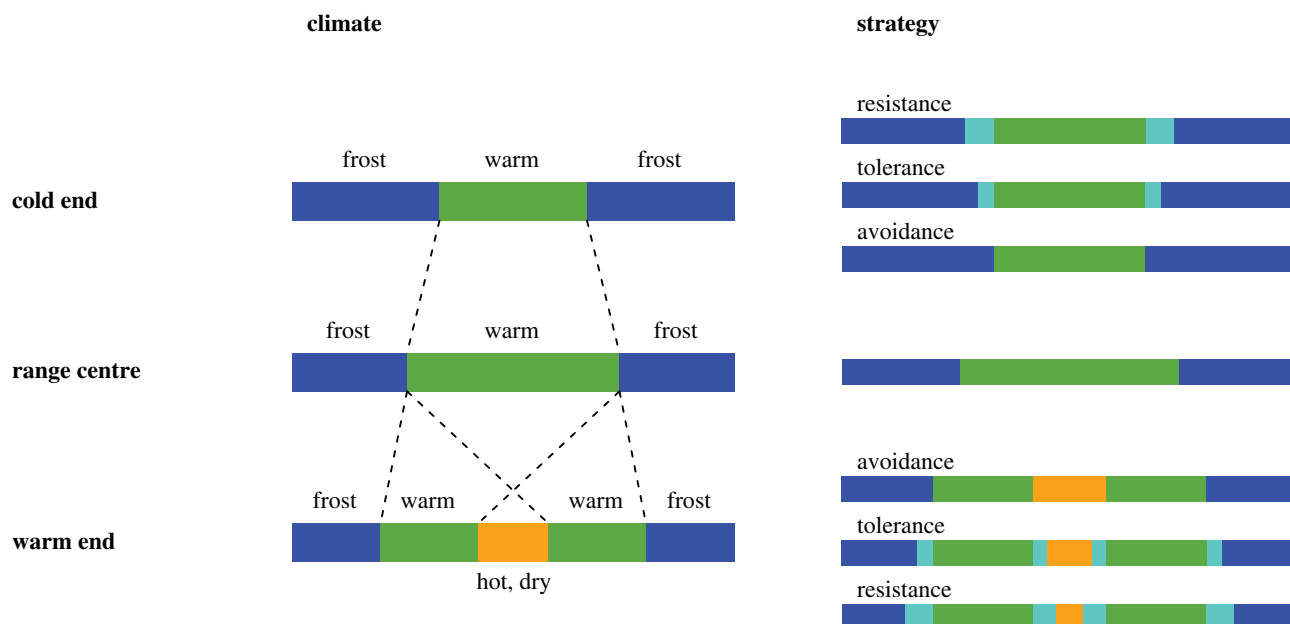 climate
strategy
resistance
frost warm frost
cold end
tolerance
avoidance
frost warm frost
range centre
avoidance
frost warm warm frost
tolerance
warm end
hot, dry
resistance